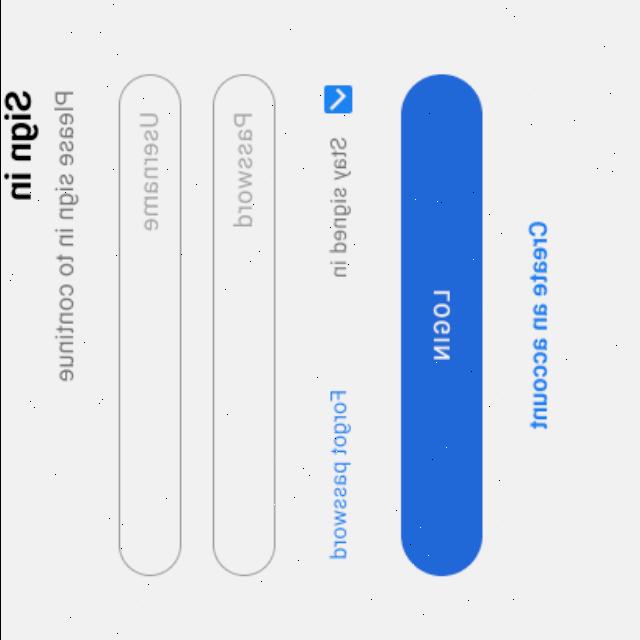 Sign in
Please sign in to continue
Username
Password
Stay signed in
Forgot password
LOGIN
Create an account